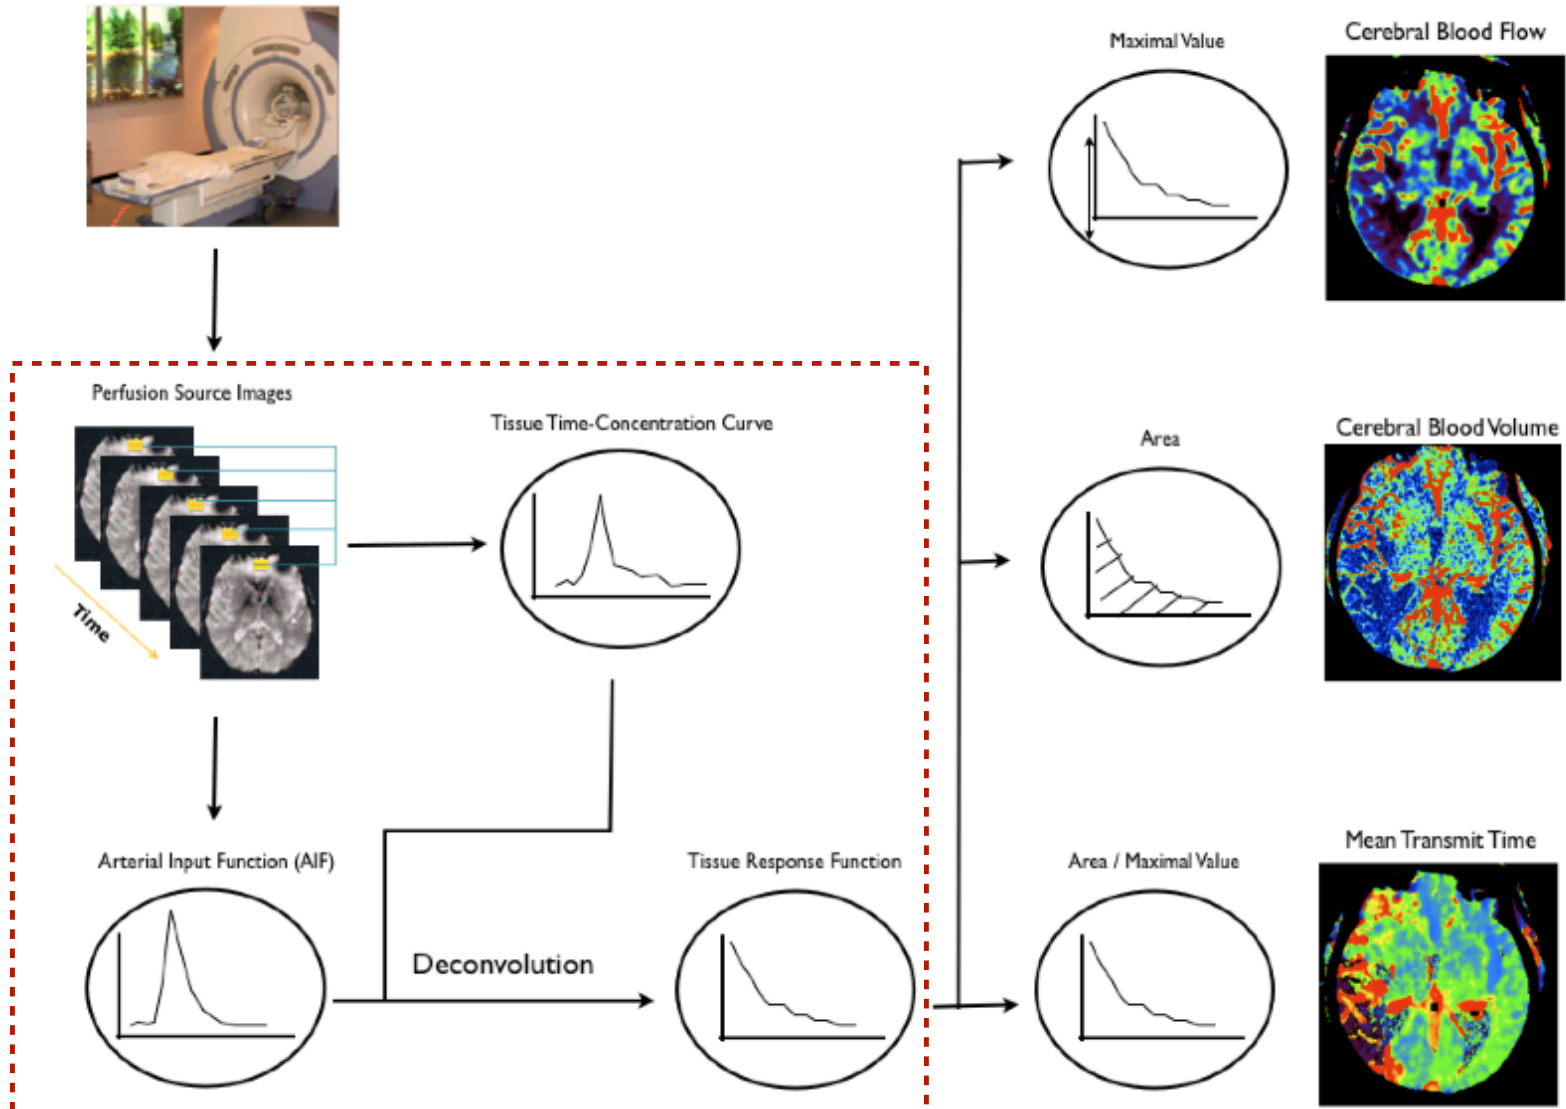 Maximal Value
Cerebral Blood Flow
Perfusion Source Images
Tissue Time-Concentration Curve
Time
Area
Cerebral Blood Volume
Arterial Input Function (AIF)
Deconvolution
Tissue Response Function
Area / Maximal Value
Mean Transmit Time